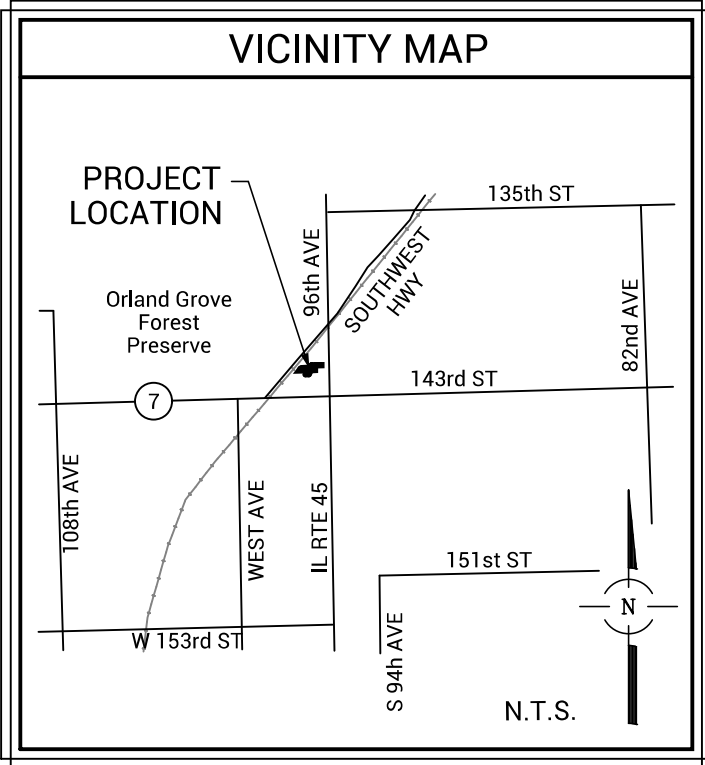 VICINITY MAP
PROJECT
LOCATION
135th ST
96th AVE
SOUTHWEST
HWY
Orland Grove
Forest
Preserve
82nd AVE
143rd ST
7
108th AVE
WEST AVE
IL RTE 45
151st ST
N
W 153rd ST
S 94h AVE
N.T.S.